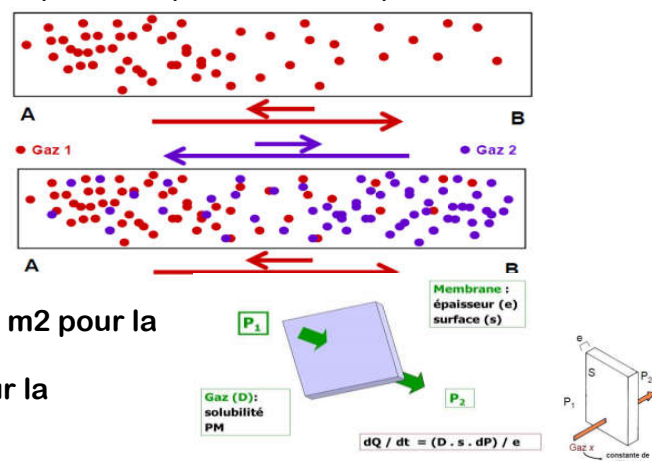 A B
Gaz 1 Gaz 2
A B
m2 pour la
la
Membrane :
épaisseur (e)
surface (s)
P1
P2
Gaz (D):
solubilité
PM
dQ / dt = (D . s . dP) / e
e
S
P1
P2
Gaz x
constante de